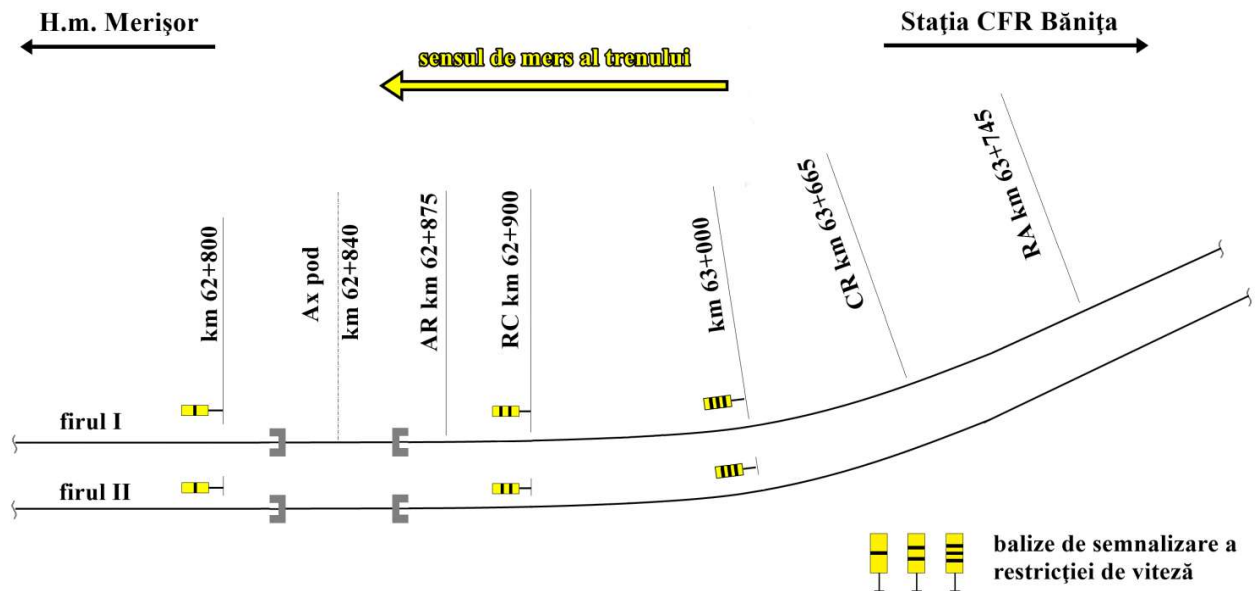 H.m. Merişor
Staţia CFR Băniţa
sensul de mers al trenului
km 62+800
Ax pod
km 62+840
AR km 62+875
RC km 62+900
km 63+000
CR km 63+665
RA km 63+745
firul I
firul II
balize de semnalizare a
restricţiei de viteză